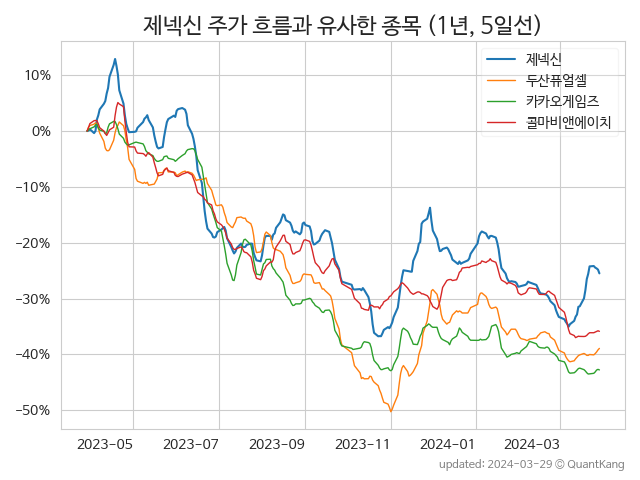 제넥신 주가 흐름과 유사한 종목 (1년, 5일선)
제넥신
두산퓨얼셀
카카오게임즈
콜마비앤에이치
10%
0%
−10%
−20%
−30%
−40%
−50%
2023-05 2023-07 2023-09 2023-11 2024-01 2024-03
updated: 2024-03-29 © QuantKang